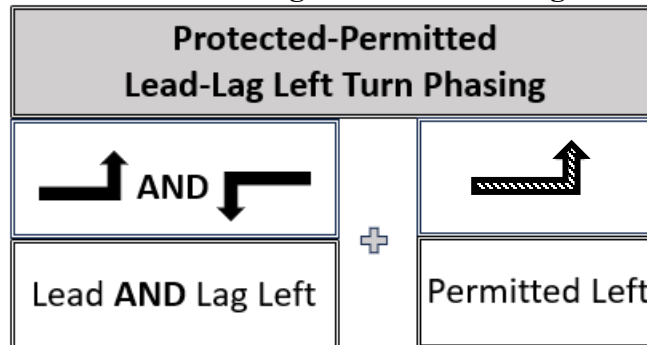 Protected-Permitted
Lead-Lag Left Turn Phasing
AND
Lead AND Lag Left
Permitted Left